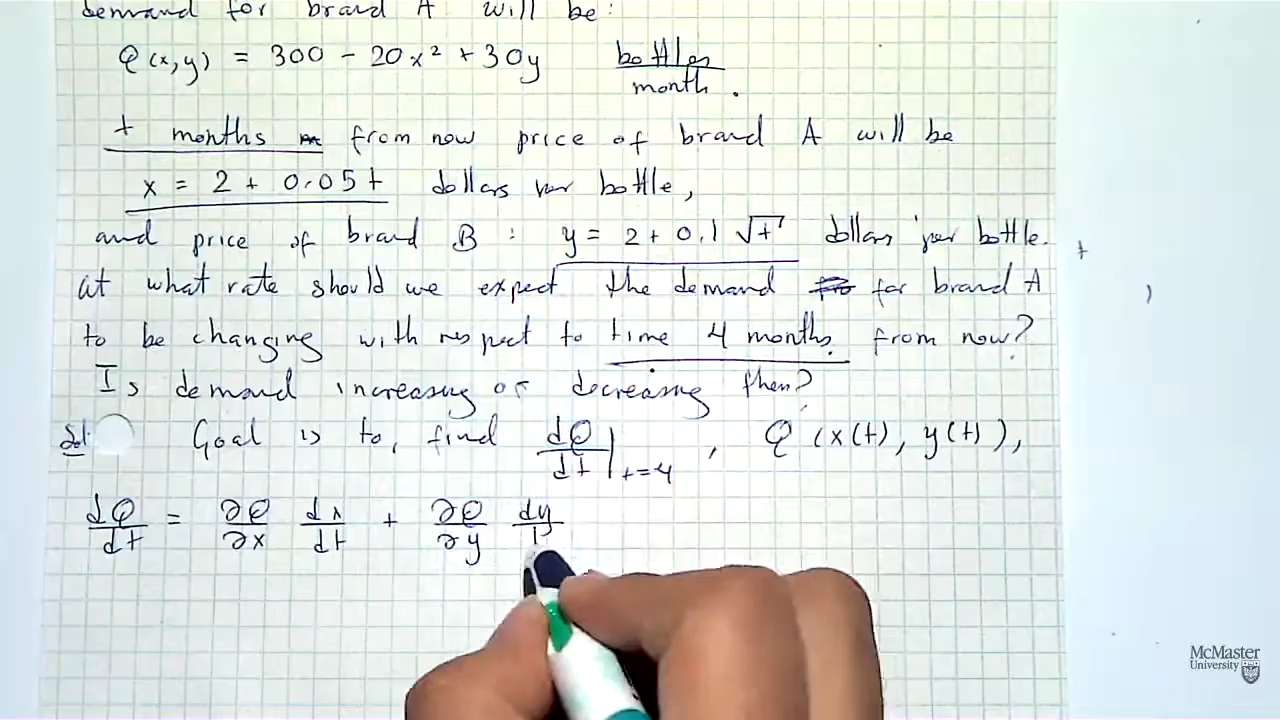 demand for brand A will be:
Q(x,y) = 300 - 20x² + 30y bottles/month.
t months from now price of brand A will be
x = 2 + 0.05t dollars per bottle,
and price of brand B: y = 2 + 0.1 √t dollars per bottle.
at what rate should we expect the demand for brand A
to be changing with respect to time 4 months from now?
Is demand increasing or decreasing then?
Sol: Goal is to, find dQ/dt |t=4, Q(x(t), y(t)),
dQ/dt = ∂Q/∂x dx/dt + ∂Q/∂y dy
McMaster
University